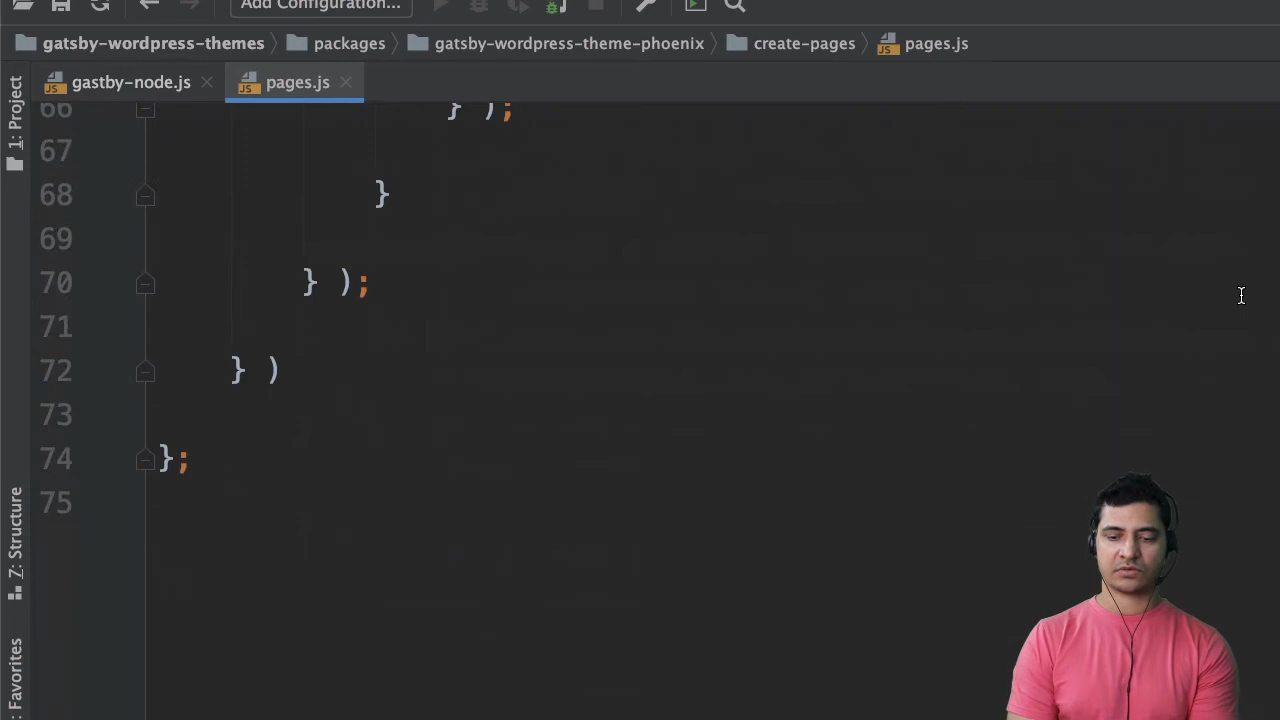 Add Configuration...
gatsby-wordpress-themes packages gatsby-wordpress-theme-phoenix create-pages pages.js
gastby-node.js pages.js
1: Project
Z: Structure
Favorites
66 } );
67
68 }
69
70 } );
71
72 } )
73
74 };
75